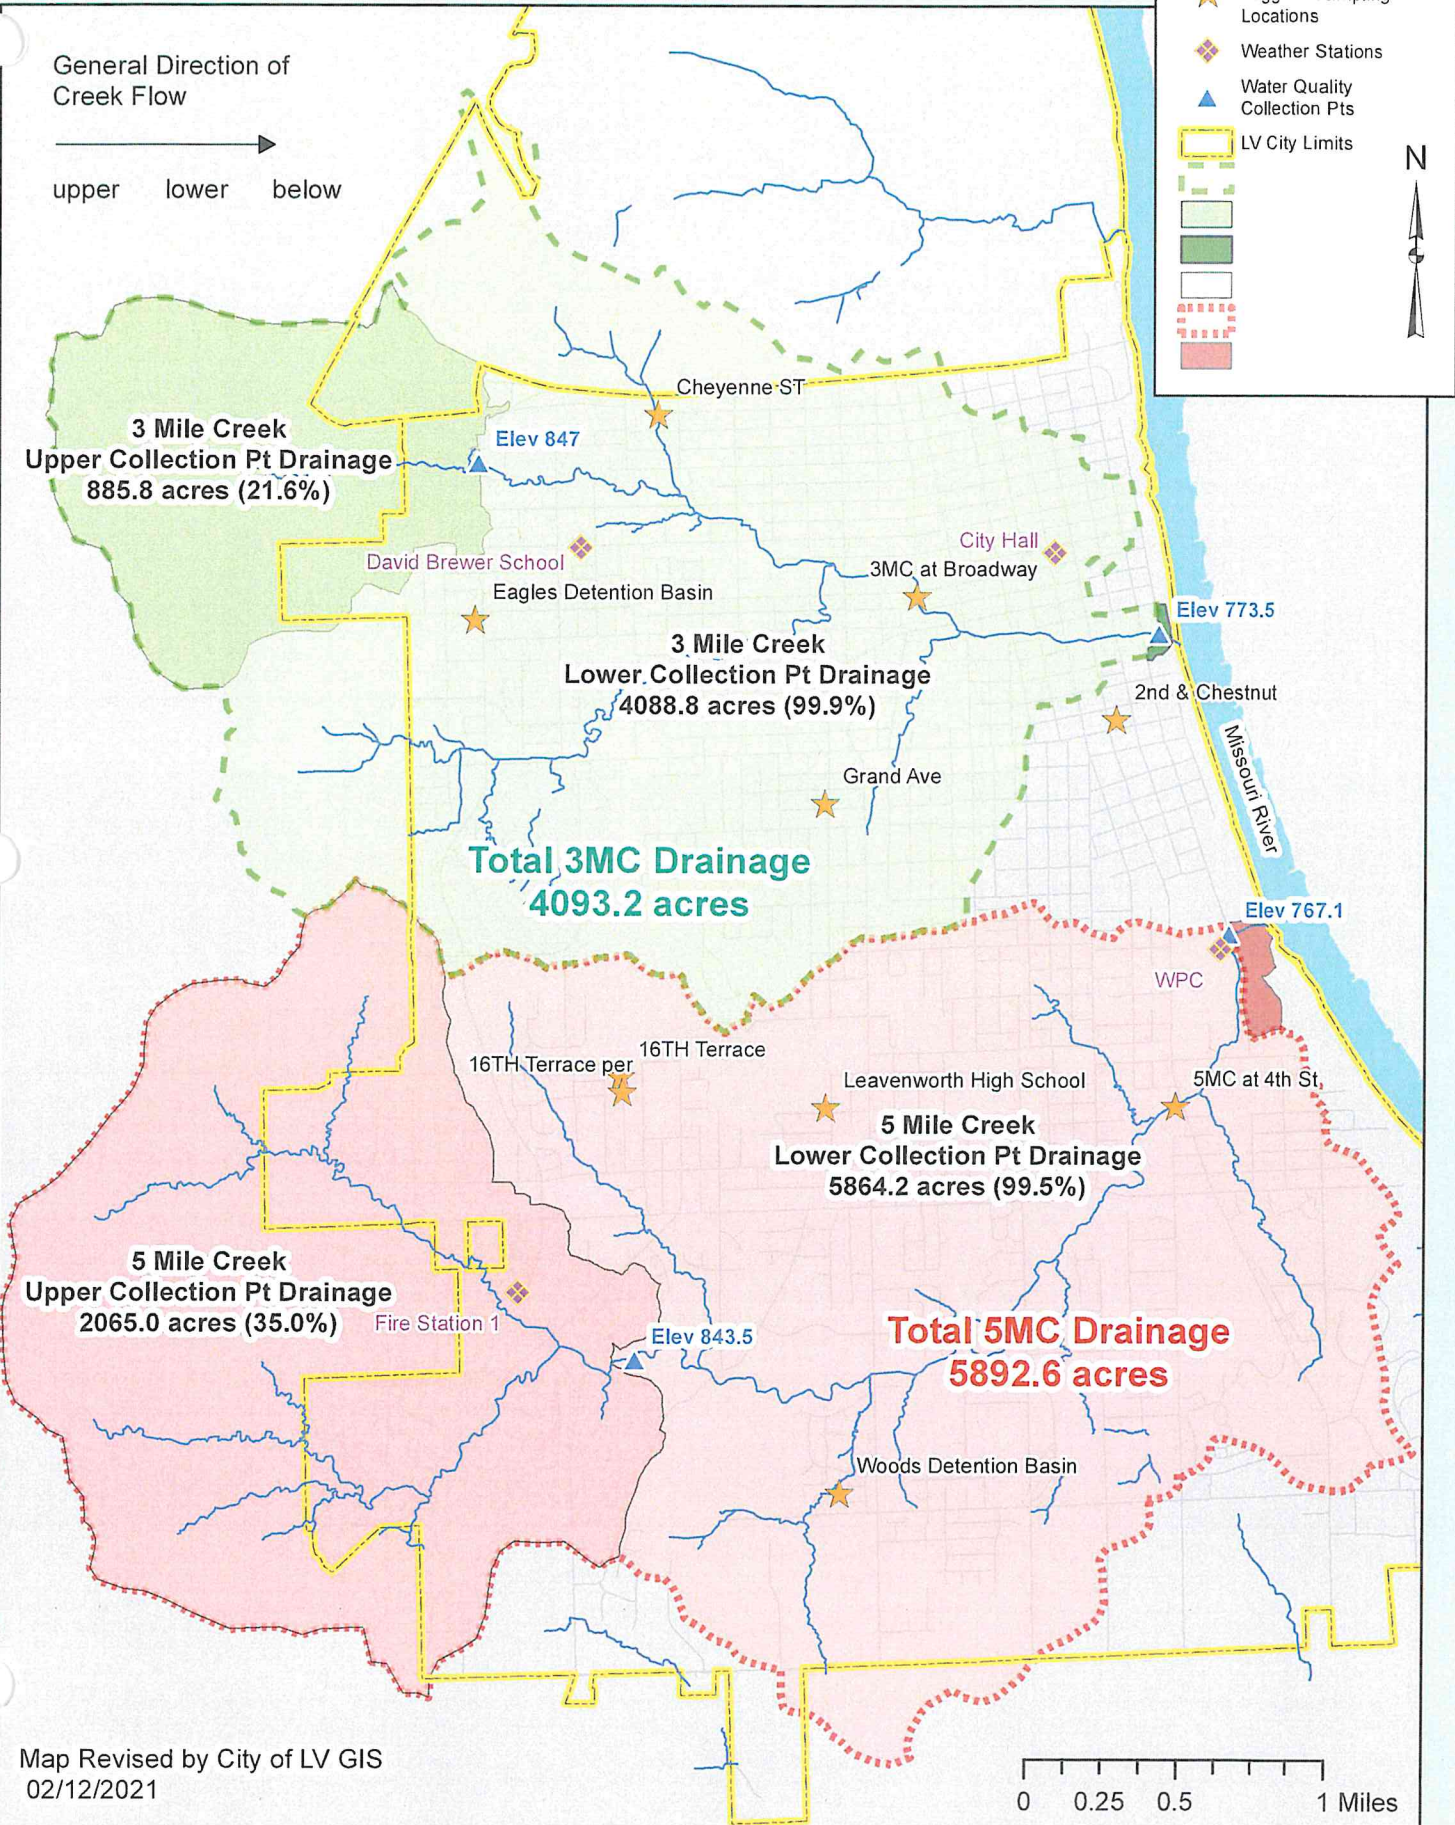 Locations
Weather Stations
Water Quality
Collection Pts
LV City Limits
N
General Direction of
Creek Flow
upper lower below
Cheyenne ST
3 Mile Creek
Upper Collection Pt Drainage
885.8 acres (21.6%)
Elev 847
David Brewer School
City Hall
3MC at Broadway
Eagles Detention Basin
Elev 773.5
3 Mile Creek
Lower Collection Pt Drainage
4088.8 acres (99.9%)
2nd & Chestnut
Missouri River
Grand Ave
Total 3MC Drainage
4093.2 acres
Elev 767.1
WPC
16TH Terrace per
16TH Terrace
Leavenworth High School
5MC at 4th St
5 Mile Creek
Lower Collection Pt Drainage
5864.2 acres (99.5%)
5 Mile Creek
Upper Collection Pt Drainage
2065.0 acres (35.0%)
Fire Station 1
Elev 843.5
Total 5MC Drainage
5892.6 acres
Woods Detention Basin
Map Revised by City of LV GIS
02/12/2021
0 0.25 0.5 1 Miles